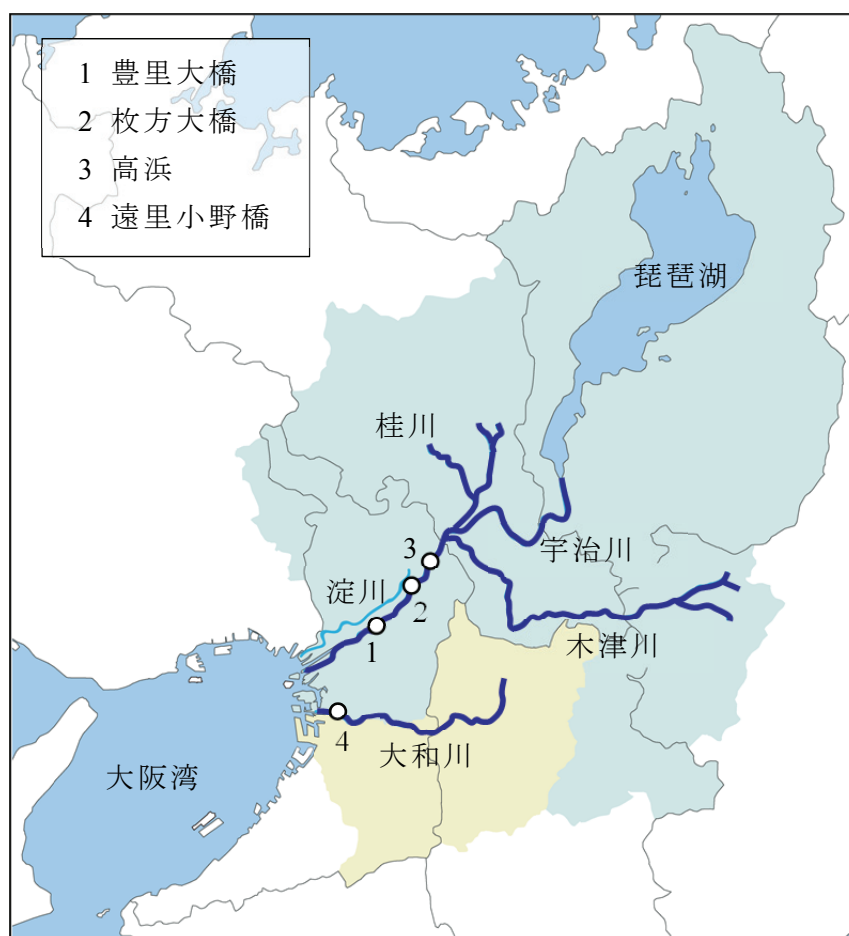 1 豊里大橋
2 枚方大橋
3 高浜
4 遠里小野橋
琵琶湖
桂川
3
宇治川
淀川
2
1
木津川
4
大和川
大阪湾